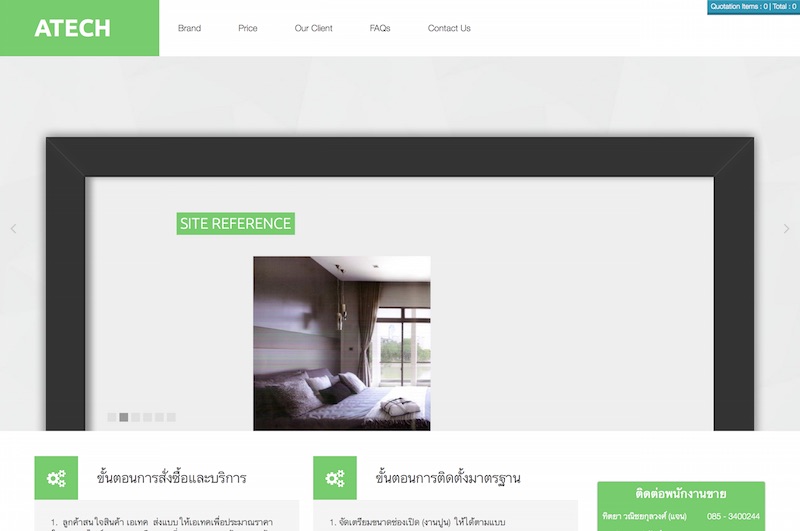 Quotation Items : 0 | Total : 0
ATECH
Brand
Price
Our Client
FAQs
Contact Us
SITE REFERENCE
ขั้นตอนการสั่งซื้อและบริการ
ขั้นตอนการติดตั้งมาตรฐาน
ติดต่อพนักงานขาย
1. ลูกค้าสนใจสินค้า เอเทค ส่งแบบให้เอเทคเพื่อประมาณราคา
1. จัดเตรียมขนาดช่องเปิด (งานปูน) ให้ได้ตามแบบ
ทิตยา วณิชยกุลวงศ์ (แจน) 085 - 3400244